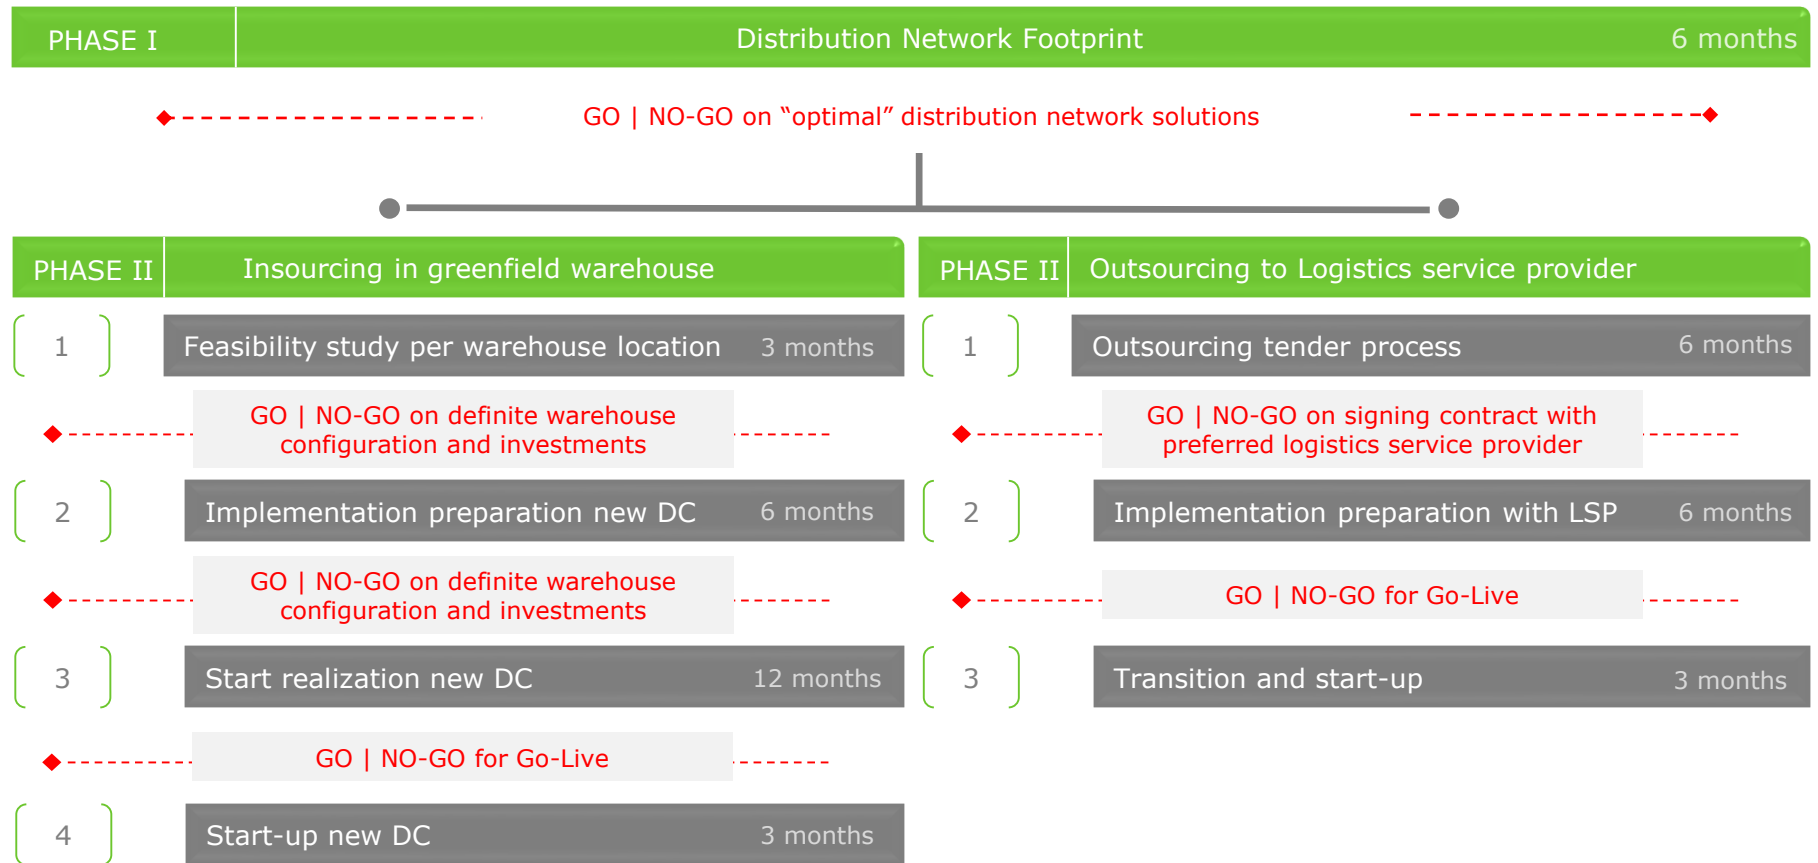 PHASE I
Distribution Network Footprint
6 months
GO | NO-GO on “optimal” distribution network solutions
PHASE II
Insourcing in greenfield warehouse
1
Feasibility study per warehouse location
3 months
GO | NO-GO on definite warehouse
configuration and investments
2
Implementation preparation new DC
6 months
GO | NO-GO on definite warehouse
configuration and investments
3
Start realization new DC
12 months
GO | NO-GO for Go-Live
4
Start-up new DC
3 months
PHASE II
Outsourcing to Logistics service provider
1
Outsourcing tender process
6 months
GO | NO-GO on signing contract with
preferred logistics service provider
2
Implementation preparation with LSP
6 months
GO | NO-GO for Go-Live
3
Transition and start-up
3 months